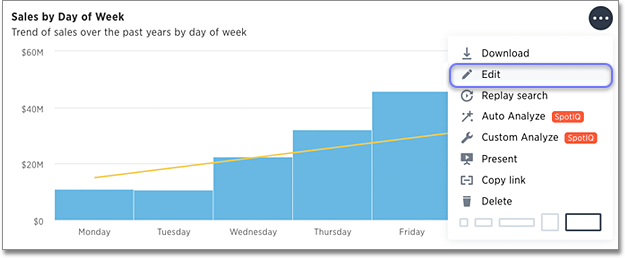 Sales by Day of Week
Trend of sales over the past years by day of week
$60M
$40M
$20M
$0
Monday Tuesday Wednesday Thursday Friday
Download
Edit
Replay search
Auto Analyze SpotIQ
Custom Analyze SpotIQ
Present
Copy link
Delete